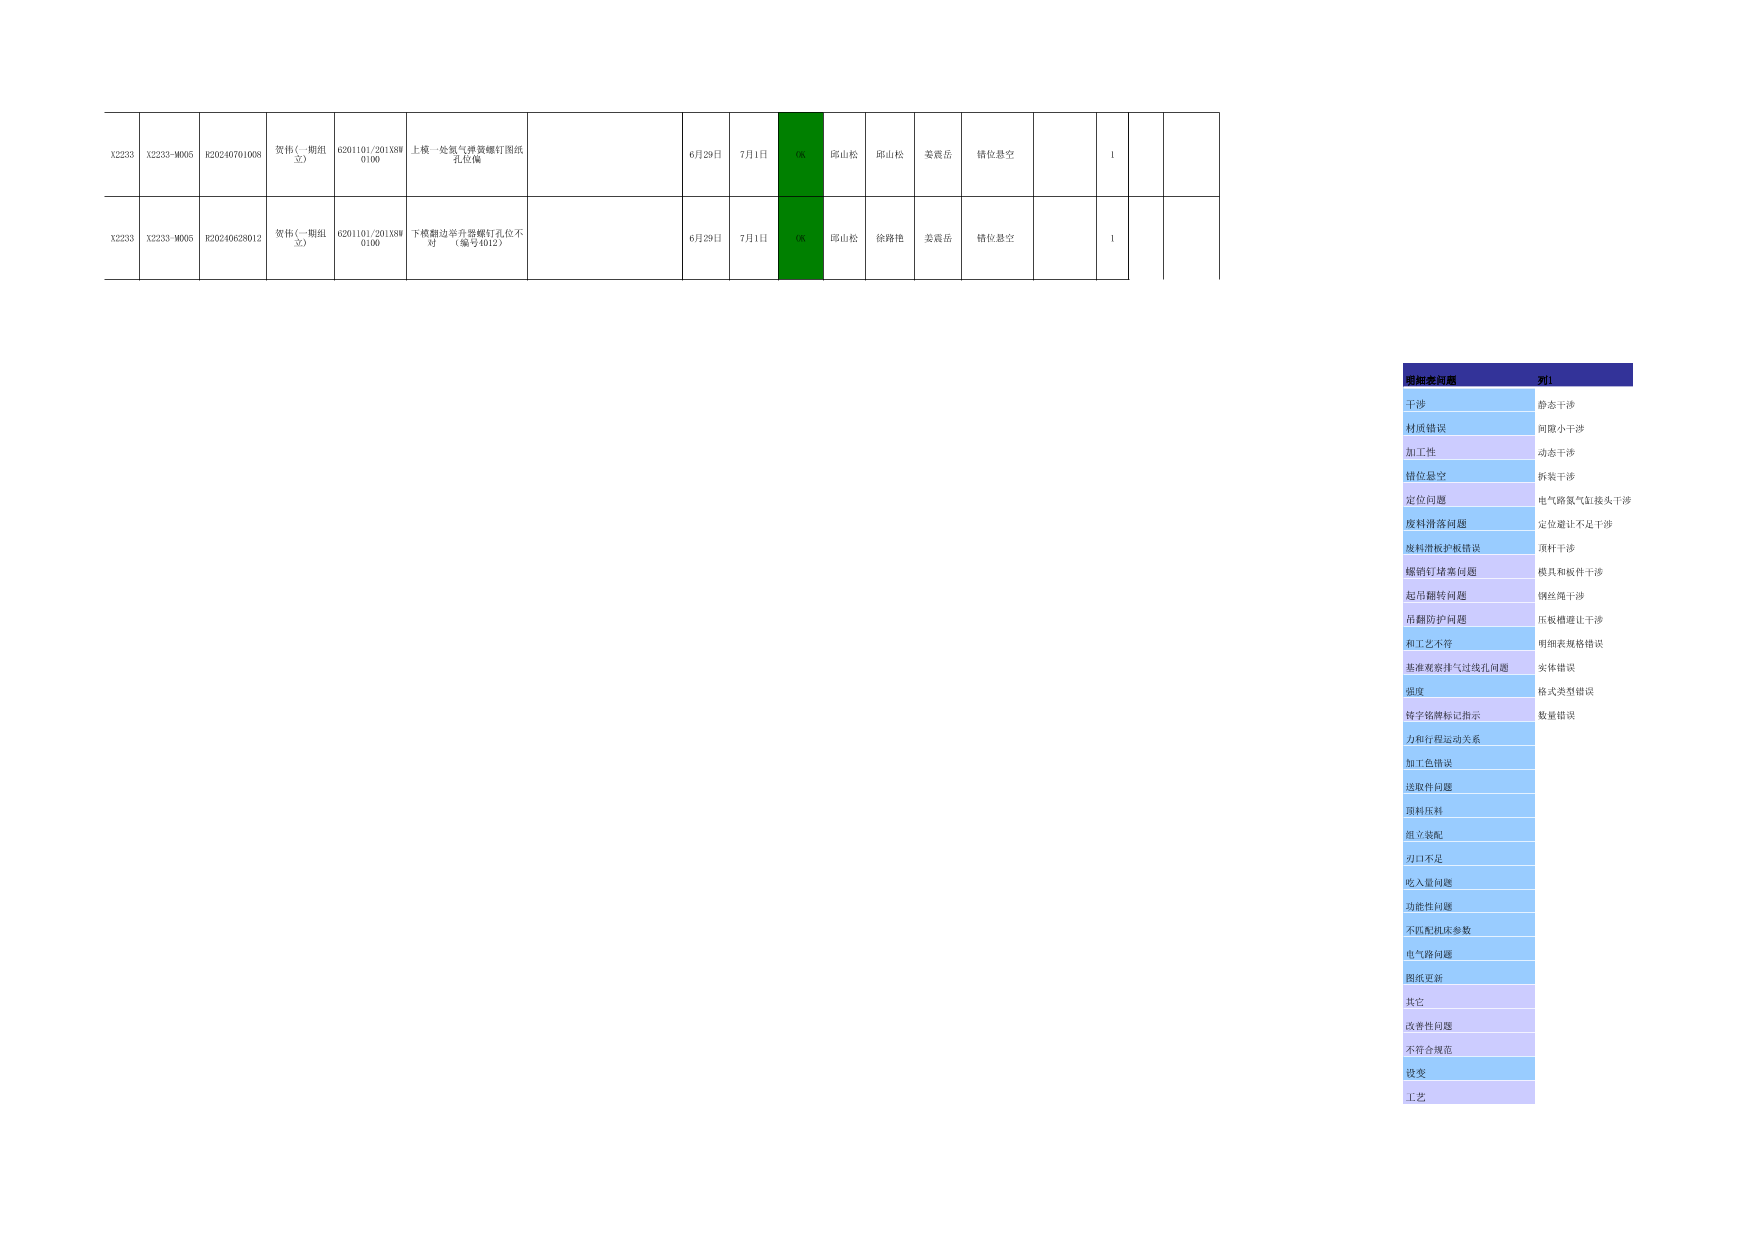 X2233 X2233-M005 R20240701008 贺伟(一期组立) 6201101/201X8W0100 上模一处氮气弹簧螺钉图纸孔位偏 6月29日 7月1日 OK 邱山松 邱山松 姜震岳 错位悬空 1
X2233 X2233-M005 R20240628012 贺伟(一期组立) 6201101/201X8W0100 下模翻边举升器螺钉孔位不对 (编号4012) 6月29日 7月1日 OK 邱山松 徐路艳 姜震岳 错位悬空 1
明细表问题 列1
干涉 静态干涉
材质错误 间隙小干涉
加工性 动态干涉
错位悬空 拆装干涉
定位问题 电气路氮气缸接头干涉
废料滑落问题 定位避让不足干涉
废料滑板护板错误 顶杆干涉
螺销钉堵塞问题 模具和板件干涉
起吊翻转问题 钢丝绳干涉
吊翻防护问题 压板槽避让干涉
和工艺不符 明细表规格错误
基准观察排气过线孔问题 实体错误
强度 格式类型错误
铸字铭牌标记指示 数量错误
力和行程运动关系
加工色错误
送取件问题
顶料压料
组立装配
刃口不足
吃入量问题
功能性问题
不匹配机床参数
电气路问题
图纸更新
其它
改善性问题
不符合规范
设变
工艺